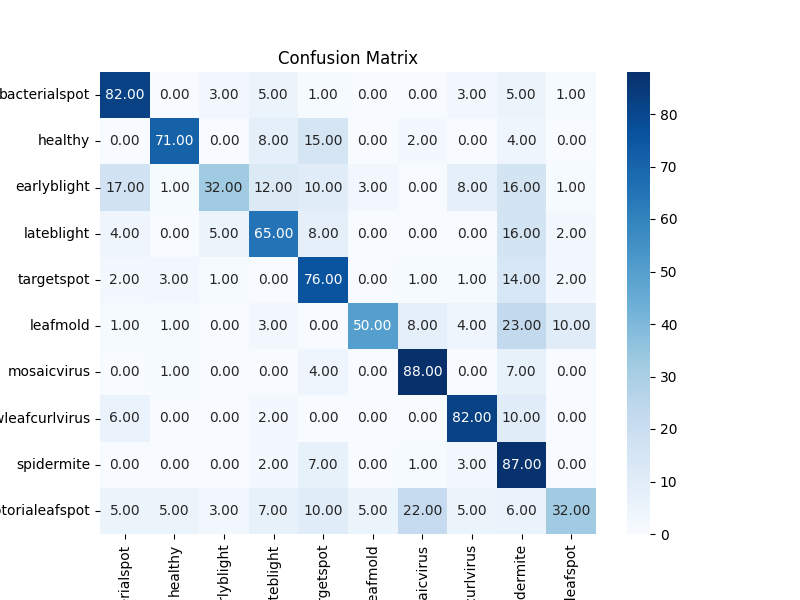 Confusion Matrix
bacterialspot 82.00 0.00 3.00 5.00 1.00 0.00 0.00 3.00 5.00 1.00
healthy 0.00 71.00 0.00 8.00 15.00 0.00 2.00 0.00 4.00 0.00
earlyblight 17.00 1.00 32.00 12.00 10.00 3.00 0.00 8.00 16.00 1.00
lateblight 4.00 0.00 5.00 65.00 8.00 0.00 0.00 0.00 16.00 2.00
targetspot 2.00 3.00 1.00 0.00 76.00 0.00 1.00 1.00 14.00 2.00
leafmold 1.00 1.00 0.00 3.00 0.00 50.00 8.00 4.00 23.00 10.00
mosaicvirus 0.00 1.00 0.00 0.00 4.00 0.00 88.00 0.00 7.00 0.00
wleafcurlvirus 6.00 0.00 0.00 2.00 0.00 0.00 0.00 82.00 10.00 0.00
spidermite 0.00 0.00 0.00 2.00 7.00 0.00 1.00 3.00 87.00 0.00
torialeafspot 5.00 5.00 3.00 7.00 10.00 5.00 22.00 5.00 6.00 32.00
rialspot healthy rlyblight teblight rgetspot eafmold aicvirus urlvirus dermite leafspot
80
70
60
50
40
30
20
10
0